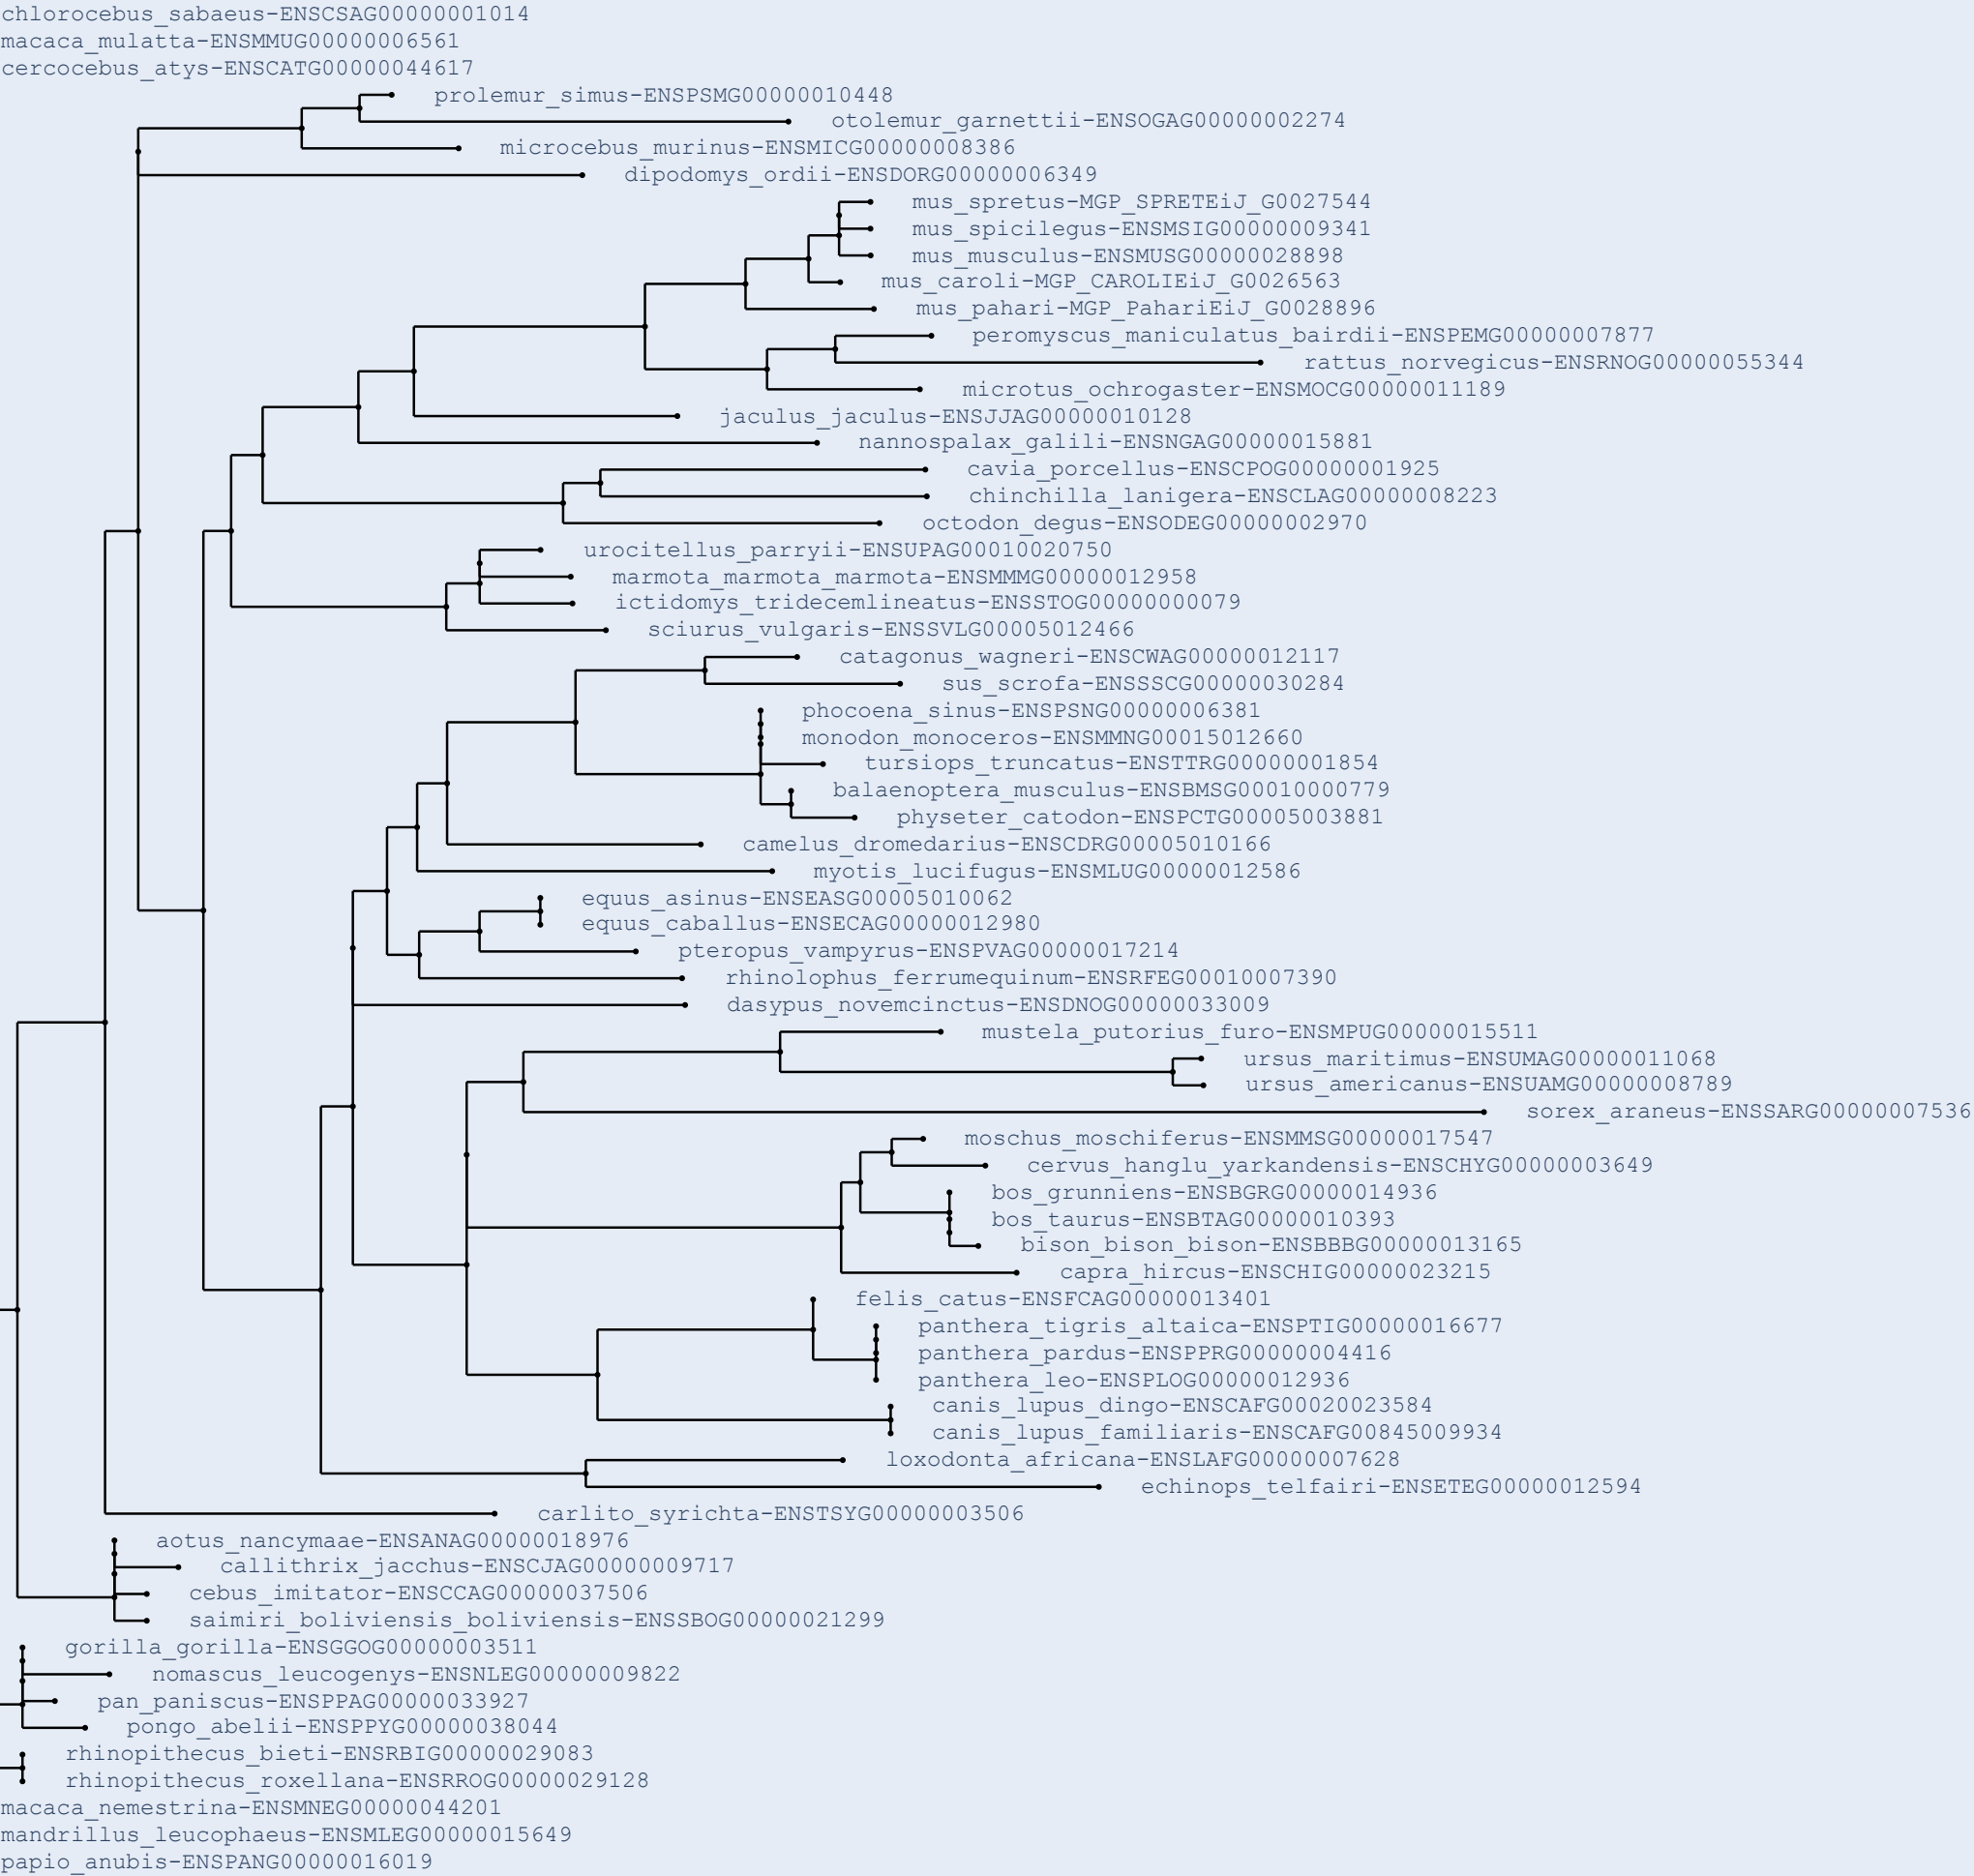 chlorocebus_sabaeus-ENSCSAG00000001014
macaca_mulatta-ENSMMUG00000006561
cercocebus_atys-ENSCATG00000044617
prolemur_simus-ENSPSMG00000010448
otolemur_garnettii-ENSOGAG00000002274
microcebus_murinus-ENSMICG00000008386
dipodomys_ordii-ENSDORG00000006349
mus_spretus-MGP_SPRETEiJ_G0027544
mus_spicilegus-ENSMSIG00000009341
mus_musculus-ENSMUSG00000028898
mus_caroli-MGP_CAROLIEiJ_G0026563
mus_pahari-MGP_PahariEiJ_G0028896
peromyscus_maniculatus_bairdii-ENSPEMG00000007877
rattus_norvegicus-ENSRNOG00000055344
microtus_ochrogaster-ENSMOCG00000011189
jaculus_jaculus-ENSJJAG00000010128
nannospalax_galili-ENSNGAG00000015881
cavia_porcellus-ENSCPOG00000001925
chinchilla_lanigera-ENSCLAG00000008223
octodon_degus-ENSODEG00000002970
urocitellus_parryii-ENSUPAG00010020750
marmota_marmota_marmota-ENSMMMG00000012958
ictidomys_tridecemlineatus-ENSSTOG00000000079
sciurus_vulgaris-ENSSVLG00005012466
catagonus_wagneri-ENSCWAG00000012117
sus_scrofa-ENSSSCG00000030284
phocoena_sinus-ENSPSNG00000006381
monodon_monoceros-ENSMMNG00015012660
tursiops_truncatus-ENSTTRG00000001854
balaenoptera_musculus-ENSBMSG00010000779
physeter_catodon-ENSPCTG00005003881
camelus_dromedarius-ENSCDRG00005010166
myotis_lucifugus-ENSMLUG00000012586
equus_asinus-ENSEASG00005010062
equus_caballus-ENSECAG00000012980
pteropus_vampyrus-ENSPVAG00000017214
rhinolophus_ferrumequinum-ENSRFEG00010007390
dasypus_novemcinctus-ENSDNOG00000033009
mustela_putorius_furo-ENSMPUG00000015511
ursus_maritimus-ENSUMAG00000011068
ursus_americanus-ENSUAMG00000008789
sorex_araneus-ENSSARG00000007536
moschus_moschiferus-ENSMMSG00000017547
cervus_hanglu_yarkandensis-ENSCHYG00000003649
bos_grunniens-ENSBGRG00000014936
bos_taurus-ENSBTAG00000010393
bison_bison_bison-ENSBBBG00000013165
capra_hircus-ENSCHIG00000023215
felis_catus-ENSFCAG00000013401
panthera_tigris_altaica-ENSPTIG00000016677
panthera_pardus-ENSPPRG00000004416
panthera_leo-ENSPLOG00000012936
canis_lupus_dingo-ENSCAFG00020023584
canis_lupus_familiaris-ENSCAFG00845009934
loxodonta_africana-ENSLAFG00000007628
echinops_telfairi-ENSETEG00000012594
carlito_syrichta-ENSTSYG00000003506
aotus_nancymaae-ENSANAG00000018976
callithrix_jacchus-ENSCJAG00000009717
cebus_imitator-ENSCCAG00000037506
saimiri_boliviensis_boliviensis-ENSSBOG00000021299
gorilla_gorilla-ENSGGOG00000003511
nomascus_leucogenys-ENSNLEG00000009822
pan_paniscus-ENSPPAG00000033927
pongo_abelii-ENSPPYG00000038044
rhinopithecus_bieti-ENSRBIG00000029083
rhinopithecus_roxellana-ENSRROG00000029128
macaca_nemestrina-ENSMNEG00000044201
mandrillus_leucophaeus-ENSMLEG00000015649
papio_anubis-ENSPANG00000016019